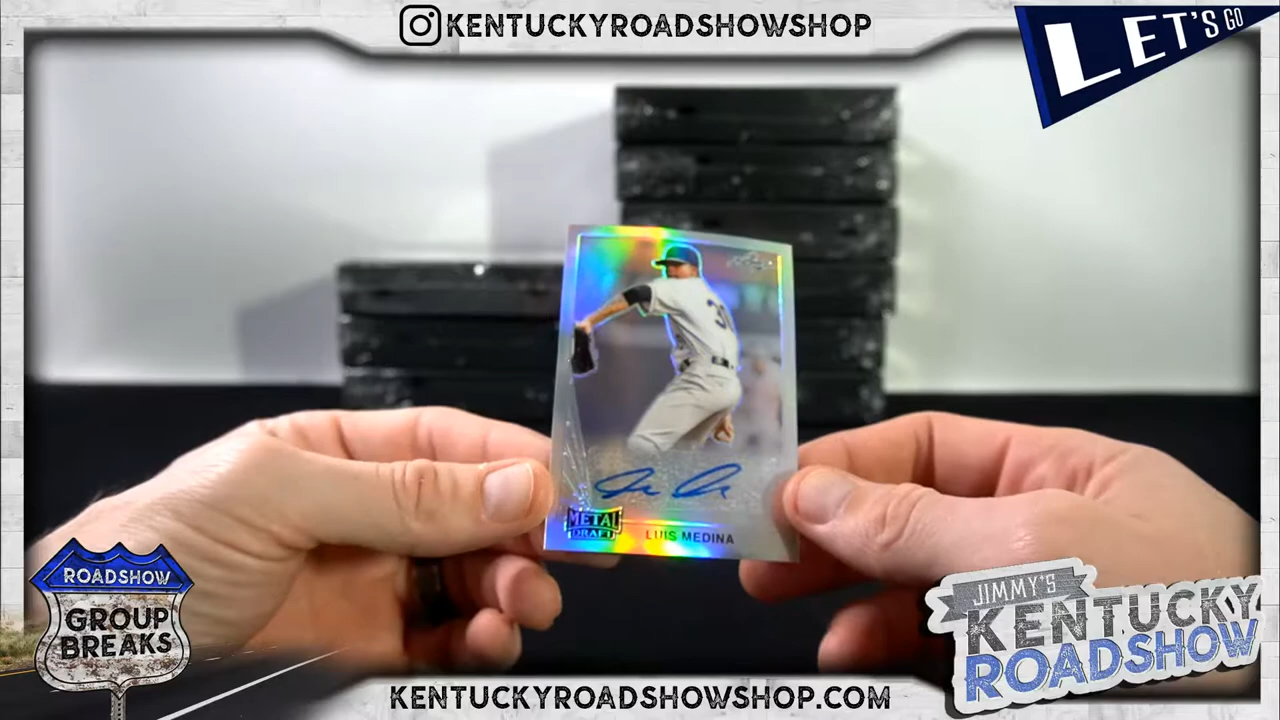 KENTUCKYROADSHOWSHOP
LET'S GO
30
METAL
DRAFT
LUIS MEDINA
ROADSHOW
GROUP
BREAKS
JIMMY'S
KENTUCKY
ROADSHOW
KENTUCKYROADSHOWSHOP.COM